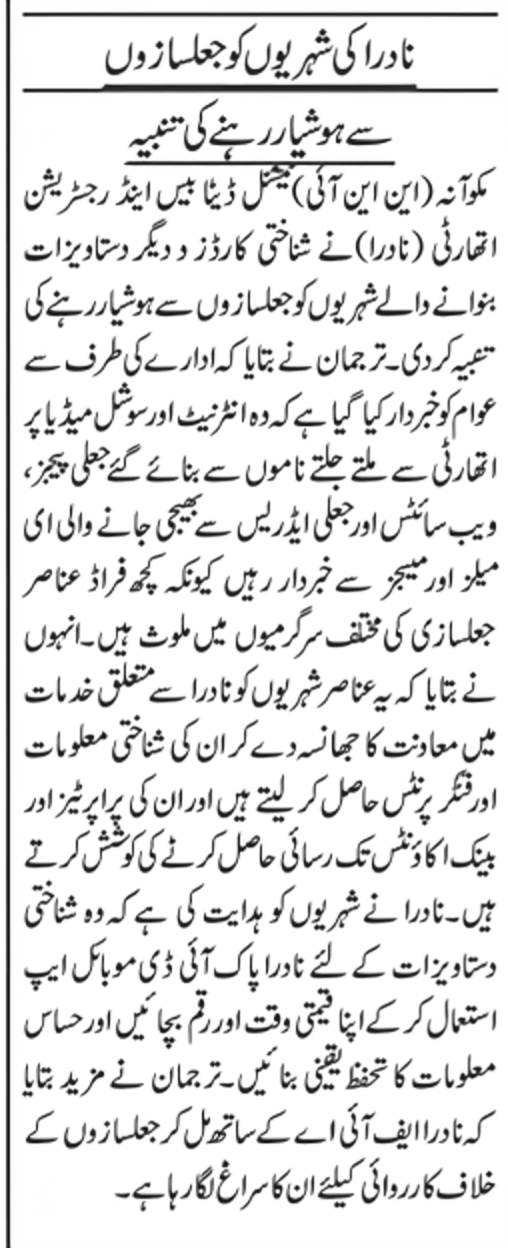 نادرا کی شہریوں کو جعلسازوں
سے ہوشیار رہنے کی تنبیہ
مکوآنہ (این این آئی) نیشنل ڈیٹا بیس اینڈ رجسٹریشن
اتھارٹی (نادرا) نے شناختی کارڈز و دیگر دستاویزات
بنوانے والے شہریوں کو جعلسازوں سے ہوشیار رہنے کی
تنبیہ کر دی۔ ترجمان نے بتایا کہ ادارے کی طرف سے
عوام کو خبردار کیا گیا ہے کہ وہ انٹرنیٹ اور سوشل میڈیا پر
اتھارٹی سے ملتے جلتے ناموں سے بنائے گئے جعلی پیجز،
ویب سائٹس اور جعلی ایڈریس سے بھیجی جانے والی ای
میلز اور میسجز سے خبردار رہیں کیونکہ کچھ فراڈ عناصر
جعلسازی کی مختلف سرگرمیوں میں ملوث ہیں۔ انہوں
نے بتایا کہ یہ عناصر شہریوں کو نادرا سے متعلق خدمات
میں معاونت کا جھانسہ دے کر ان کی شناختی معلومات
اور فنگر پرنٹس حاصل کر لیتے ہیں اور ان کی پراپرٹیز اور
بینک اکاؤنٹس تک رسائی حاصل کرنے کی کوشش کرتے
ہیں۔ نادرا نے شہریوں کو ہدایت کی ہے کہ وہ شناختی
دستاویزات کے لئے نادرا پاک آئی ڈی موبائل ایپ
استعمال کر کے اپنا قیمتی وقت اور رقم بچائیں اور حساس
معلومات کا تحفظ یقینی بنائیں۔ ترجمان نے مزید بتایا
کہ نادرا ایف آئی اے کے ساتھ مل کر جعلسازوں کے
خلاف کارروائی کیلئے ان کا سراغ لگا رہا ہے۔